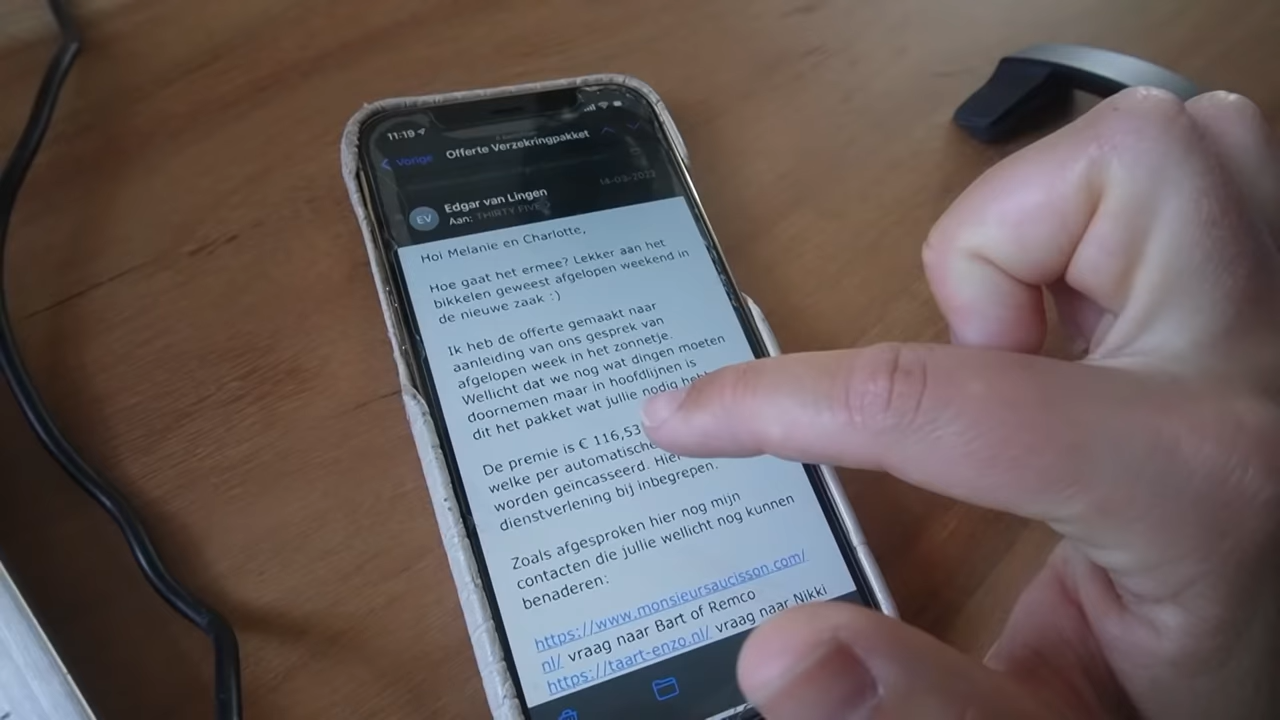 11:19
Vorige
Offerte Verzekringpakket
14-03-2022
EV
Edgar van Lingen
Aan: THIRTY FIVE
Hoi Melanie en Charlotte,
Hoe gaat het ermee? Lekker aan het
bikkelen geweest afgelopen weekend in
de nieuwe zaak :)
Ik heb de offerte gemaakt naar
aanleiding van ons gesprek van
afgelopen week in het zonnetje.
Wellicht dat we nog wat dingen moeten
doornemen maar in hoofdlijnen is
dit het pakket wat jullie nodig
De premie is € 116,53
welke per automatische
worden geïncasseerd. Hier
dienstverlening bij inbegrepen.
Zoals afgesproken hier nog mijn
contacten die jullie wellicht nog kunnen
benaderen:
https://www.monsieursaucisson.com/
nl/ vraag naar Bart of Remco
https://taart-enzo.nl/ vraag naar Nikki